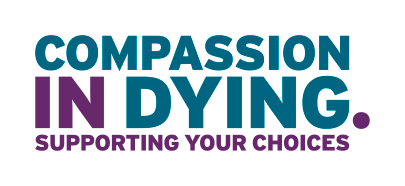 COMPASSION
IN DYING.
SUPPORTING YOUR CHOICES